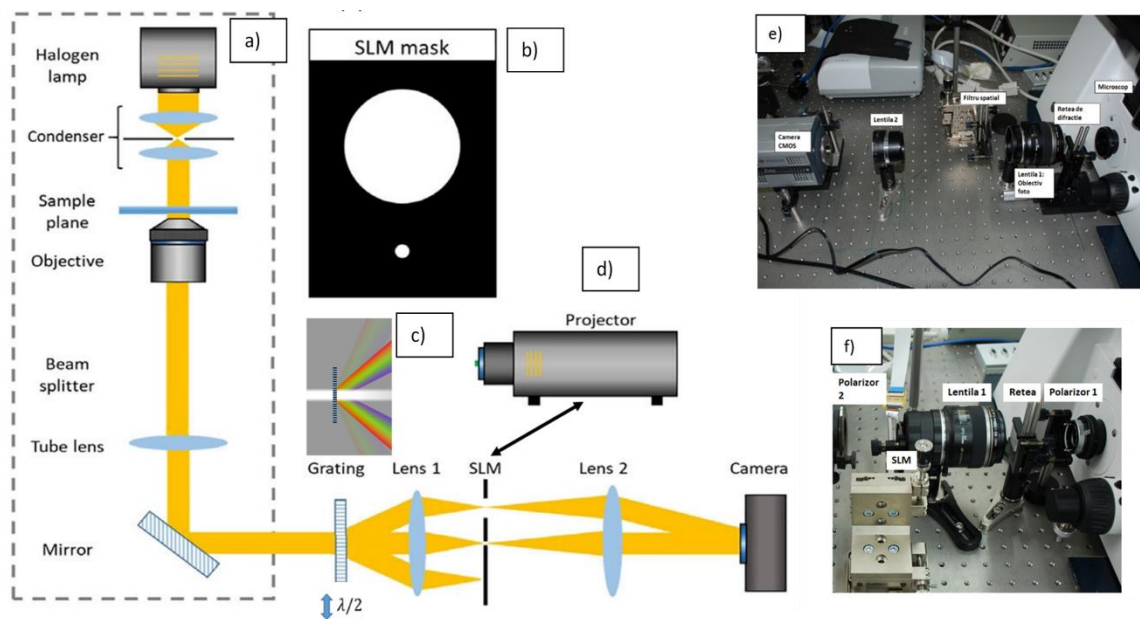 a)
Halogen
lamp
Condenser
Sample
plane
Objective
Beam
splitter
Tube lens
Mirror
SLM mask
b)
c)
d)
Projector
Grating
Lens 1
SLM
Lens 2
Camera
λ/2
e)
Microscop
Filtru spatial
Retea de
difractie
Lentila 2
Camera
CMOS
Lentila 1:
Obiectiv
foto
f)
Polarizor
2
Lentila 1
Retea
Polarizor 1
SLM